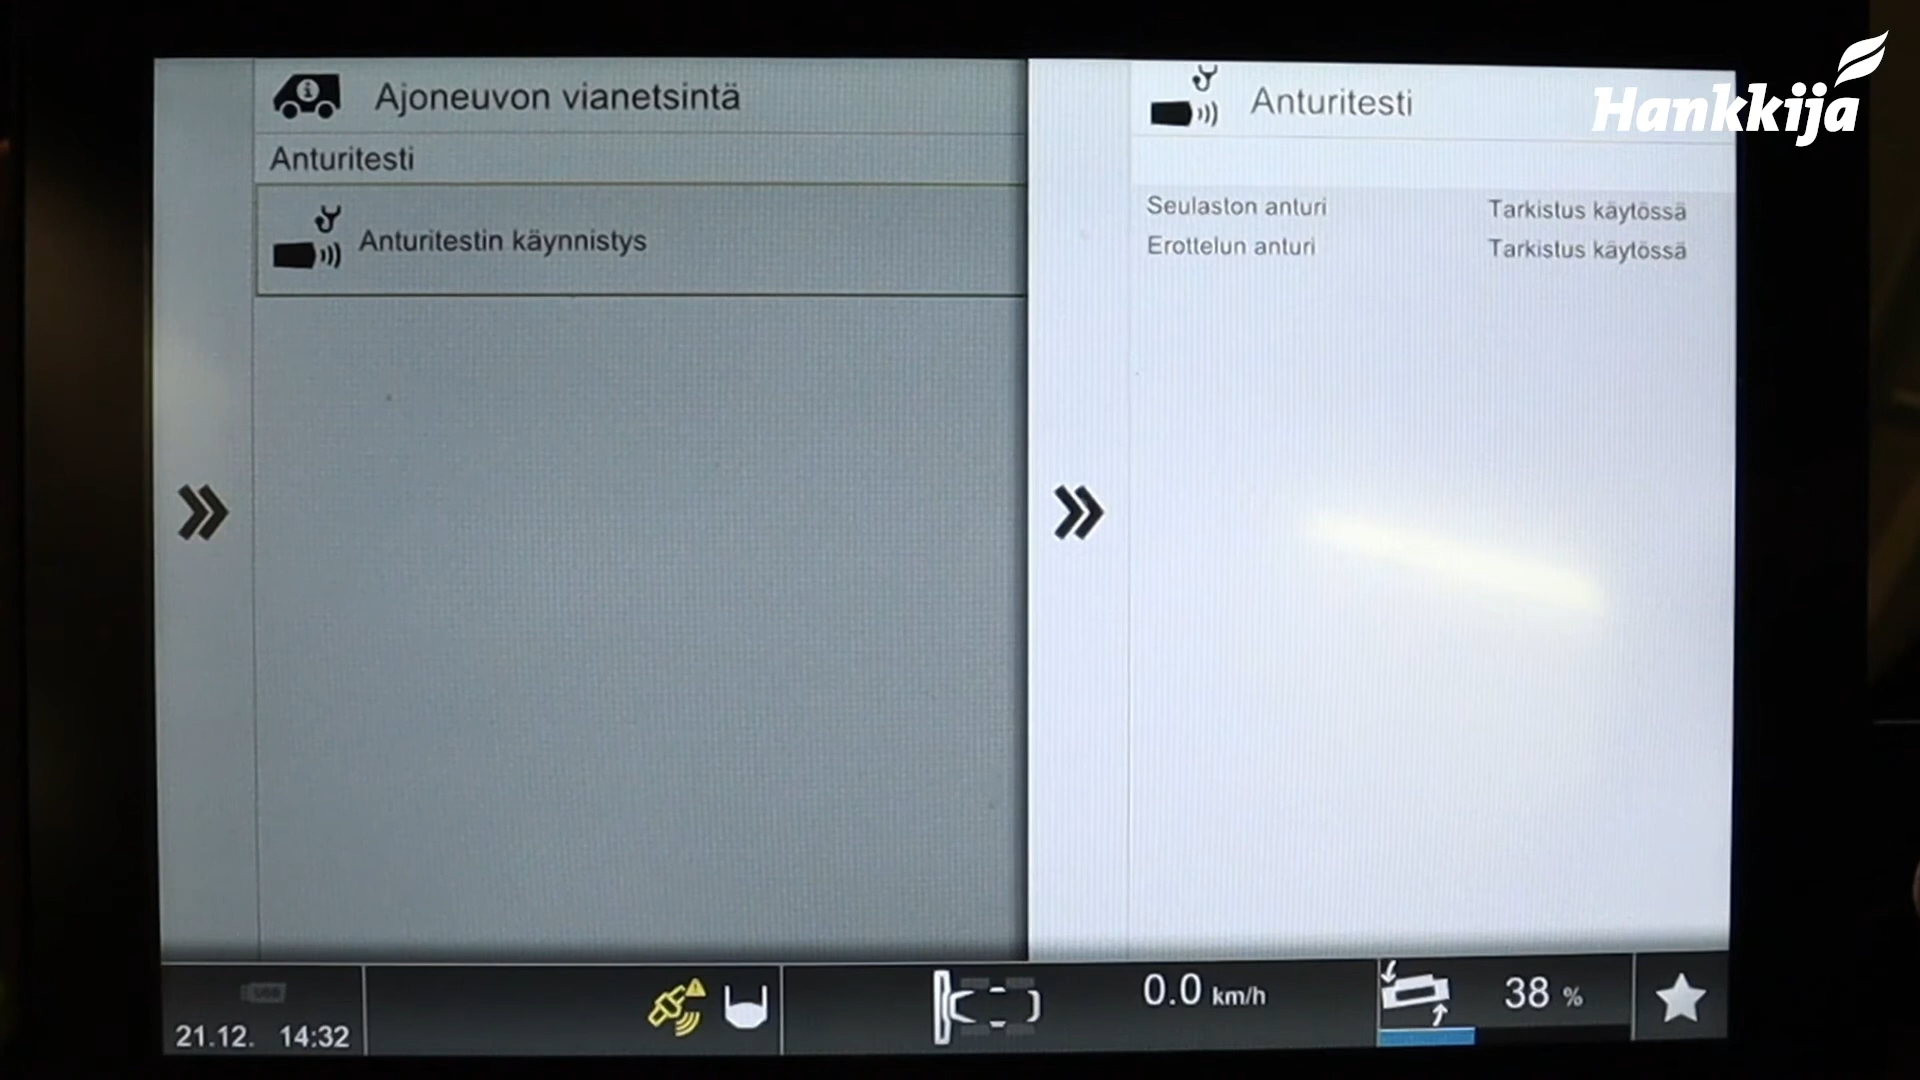 Hankkija
Ajoneuvon vianetsintä
Anturitesti
Anturitestin käynnistys
Anturitesti
Seulaston anturi Tarkistus käytössä
Erottelun anturi Tarkistus käytössä
USB
21.12. 14:32
0.0 km/h
38 %